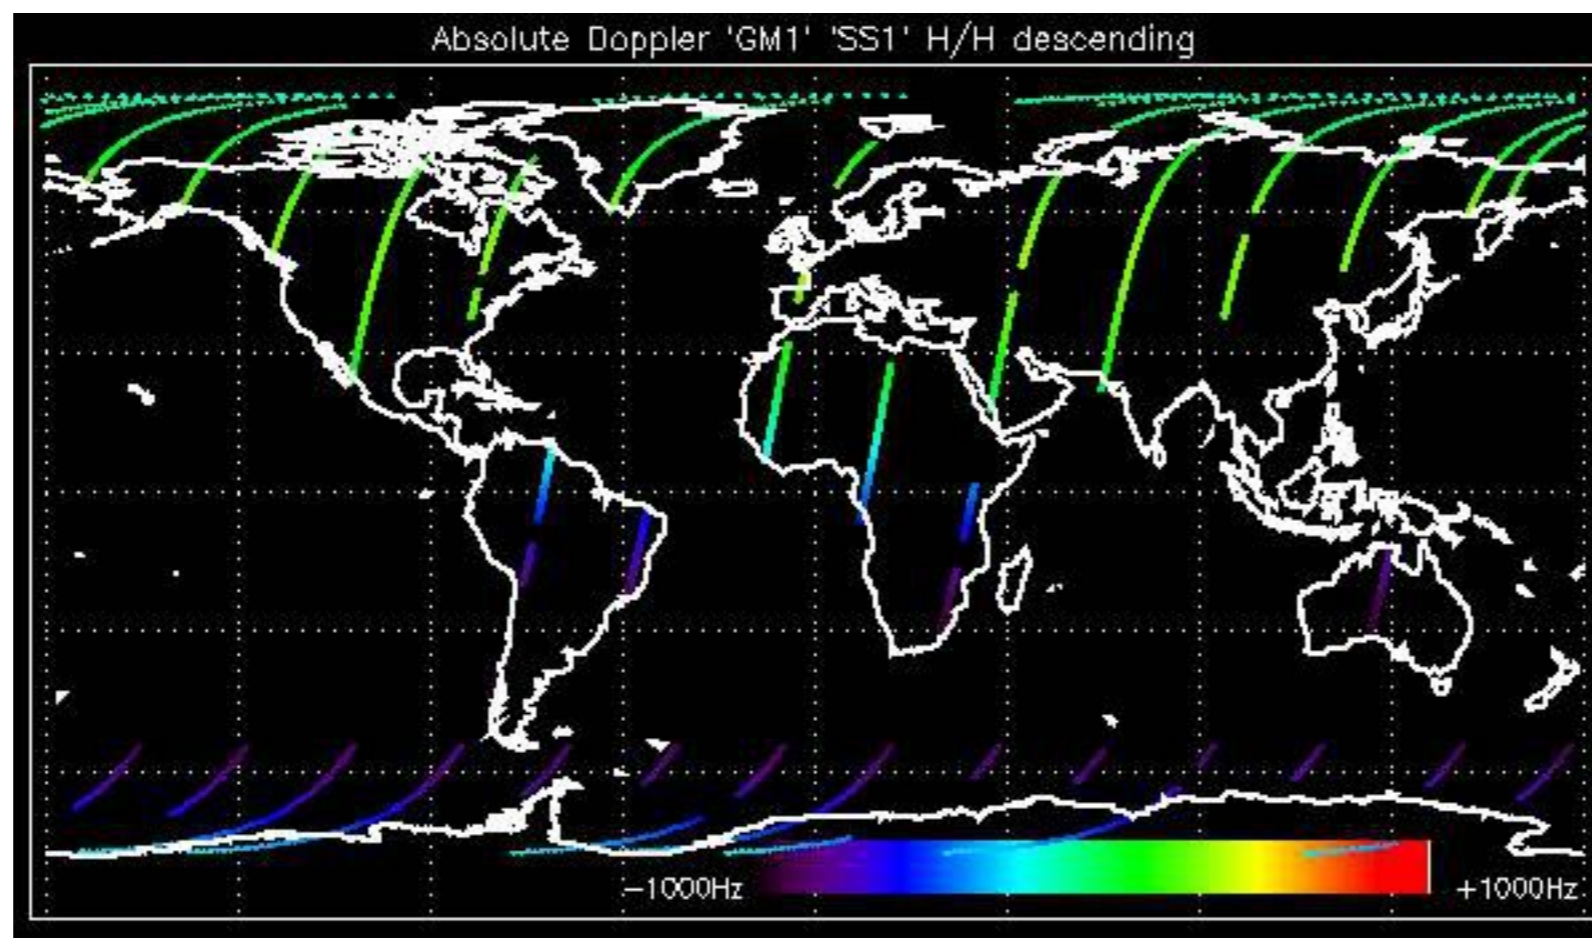 Absolute Doppler 'GM1' 'SS1' H/H descending
−1000Hz
+1000Hz